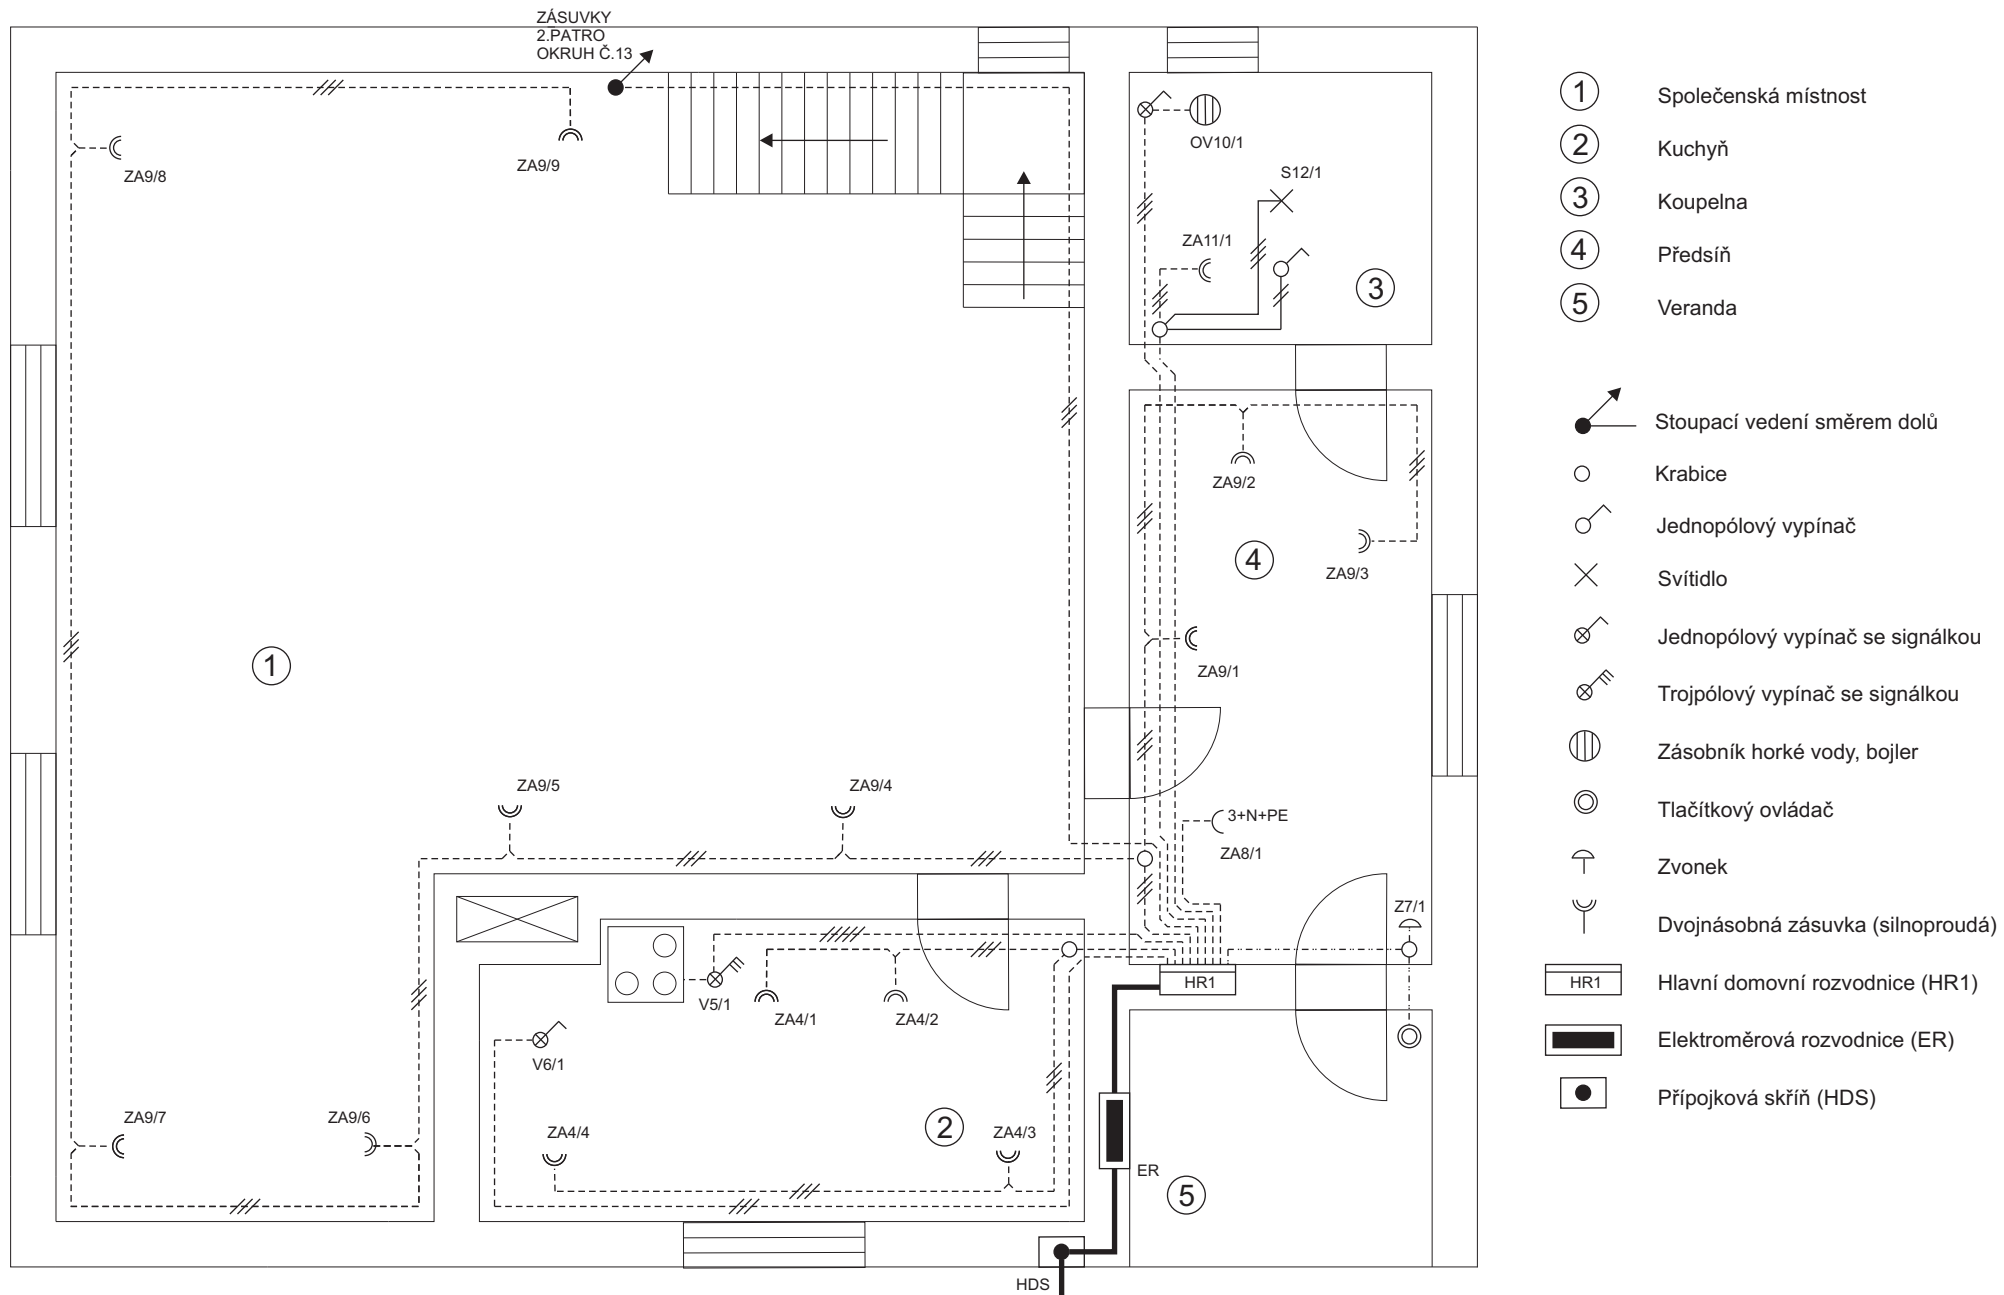 ZÁSUVKY
2.PATRO
OKRUH Č.13
ZA9/8
ZA9/9
OV10/1
S12/1
ZA11/1
3
ZA9/2
4
ZA9/3
ZA9/1
1
ZA9/5
ZA9/4
3+N+PE
ZA8/1
Z7/1
HR1
V5/1
ZA4/1
ZA4/2
V6/1
ZA9/7
ZA9/6
ZA4/4
2
ZA4/3
ER
5
HDS
1 Společenská místnost
2 Kuchyň
3 Koupelna
4 Předsíň
5 Veranda
Stoupací vedení směrem dolů
Krabice
Jednopólový vypínač
Svítidlo
Jednopólový vypínač se signálkou
Trojpólový vypínač se signálkou
Zásobník horké vody, bojler
Tlačítkový ovládač
Zvonek
Dvojnásobná zásuvka (silnoproudá)
HR1 Hlavní domovní rozvodnice (HR1)
Elektroměrová rozvodnice (ER)
Přípojková skříň (HDS)